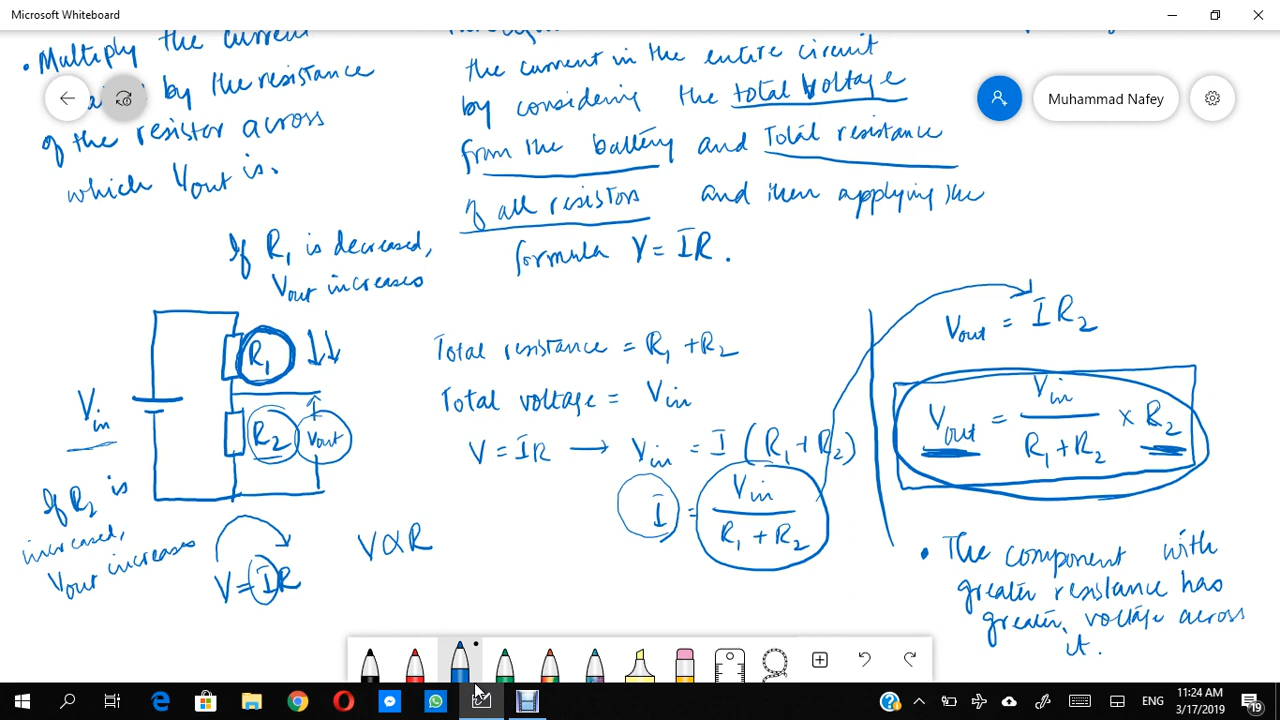 Microsoft Whiteboard
• Multiply the current
by the resistance
of the resistor across
which Vout is.
the current in the entire circuit
by considering the total voltage
from the battery and Total resistance
of all resistors and then applying the
formula V = IR.
Muhammad Nafey
If R1 is decreased,
Vout increases
Vin
R1
R2
Vout
If R2 is
increased,
Vout increases
V = IR
V∝R
Total resistance = R1 + R2
Total voltage = Vin
V = IR → Vin = I (R1 + R2)
I = Vin / R1 + R2
Vout = IR2
Vout = Vin / R1 + R2 × R2
• The component with
greater resistance has
greater voltage across
it.
ENG
11:24 AM
3/17/2019
19